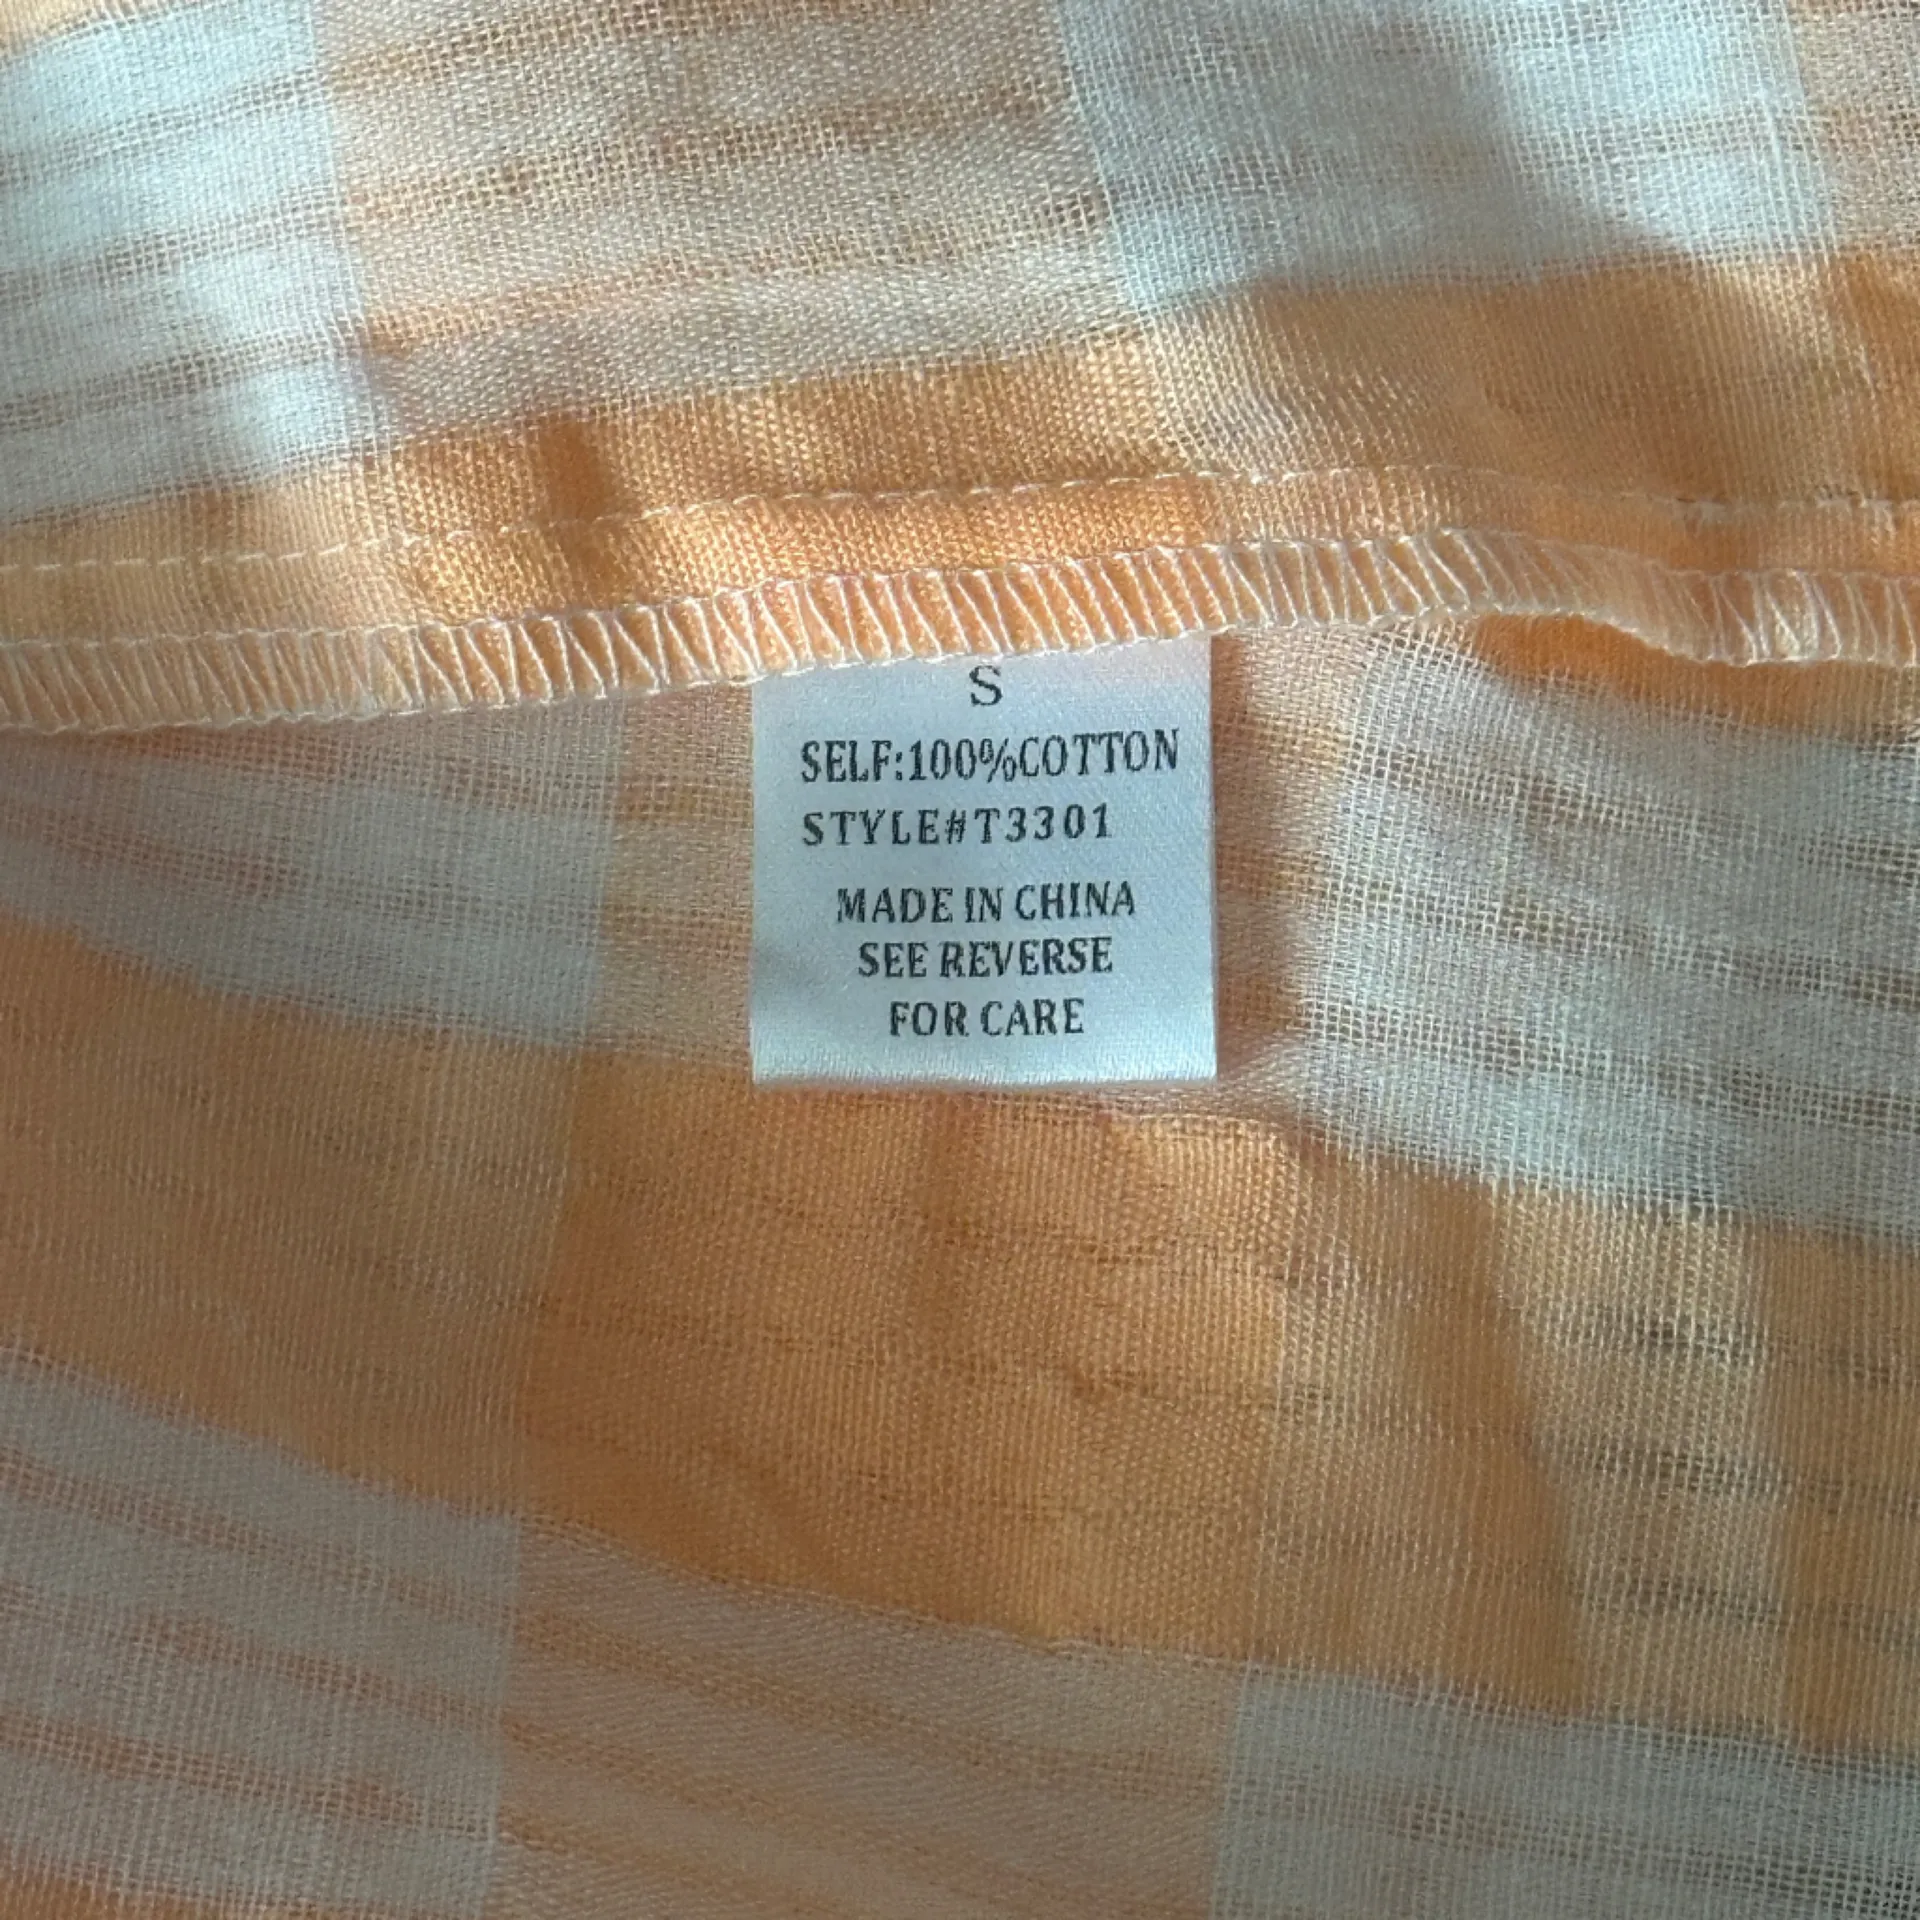 S
SELF:100%COTTON
STYLE#T3301
MADE IN CHINA
SEE REVERSE
FOR CARE